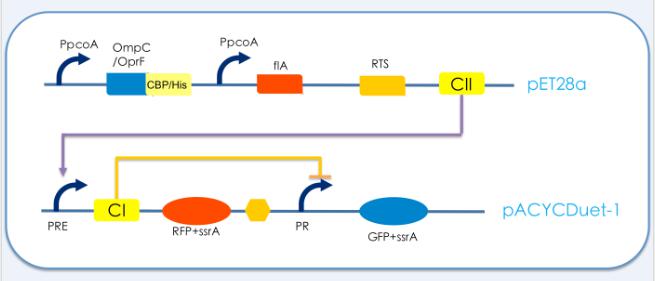 PpcoA
OmpC
/OprF
CBP/His
PpcoA
flA
RTS
CII
pET28a
PRE
CI
RFP+ssrA
PR
GFP+ssrA
pACYCDuet-1